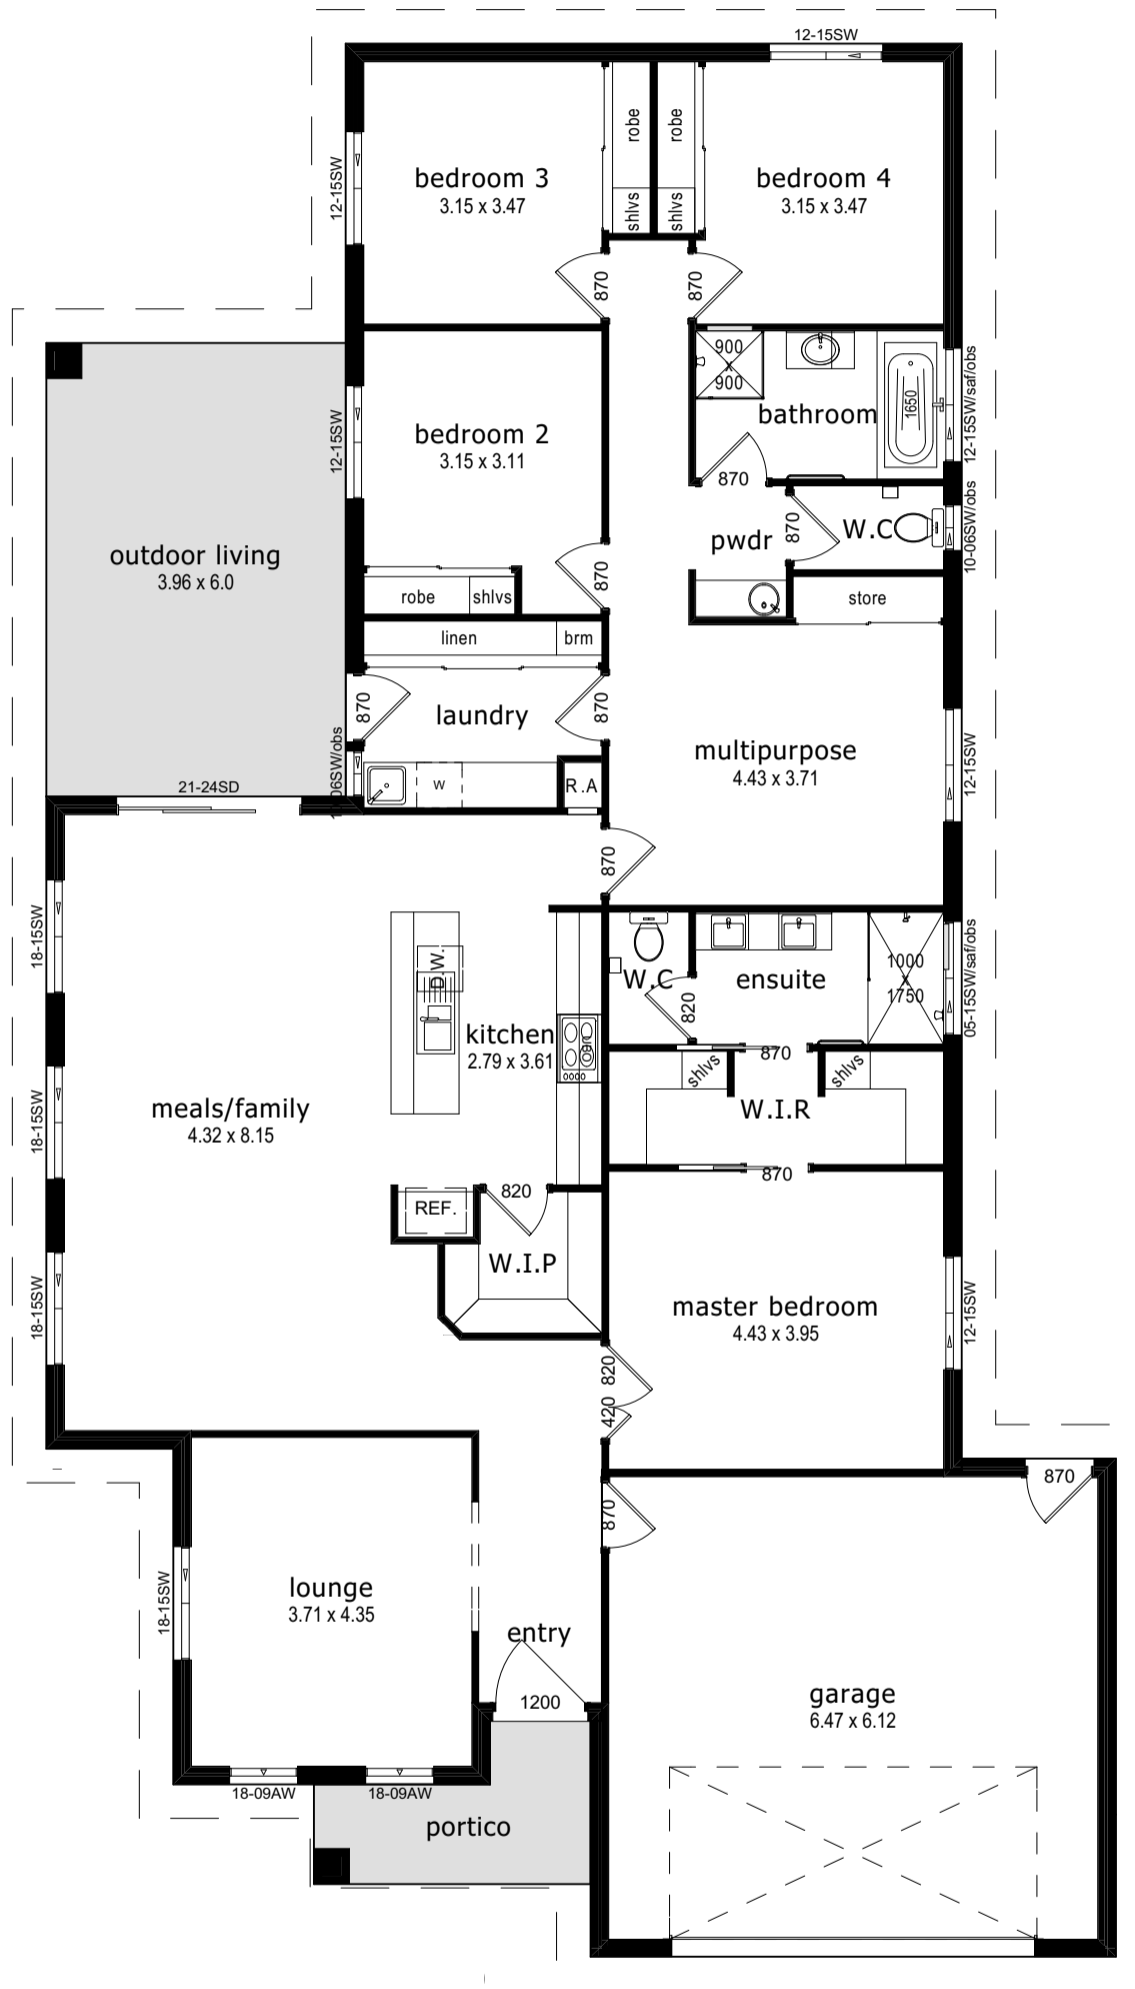 12-15SW
robe
robe
bedroom 3
3.15 x 3.47
shlvs
shlvs
bedroom 4
3.15 x 3.47
12-15SW
870
870
900
x
900
bathroom
1650
12-15SW/saf/obs
870
bedroom 2
3.15 x 3.11
12-15SW
outdoor living
3.96 x 6.0
pwdr
870
W.C
10-06SW/obs
870
robe
shlvs
store
linen
brm
870
laundry
870
multipurpose
4.43 x 3.71
12-15SW
21-24SD
06SW/obs
w
R.A
870
18-15SW
D.W.
W.C
820
ensuite
1000
x
1750
05-15SW/saf/obs
kitchen
2.79 x 3.61
870
shlvs
shlvs
W.I.R
meals/family
4.32 x 8.15
18-15SW
870
REF.
820
W.I.P
18-15SW
master bedroom
4.43 x 3.95
12-15SW
820
420
870
870
lounge
3.71 x 4.35
18-15SW
entry
1200
garage
6.47 x 6.12
18-09AW
18-09AW
portico